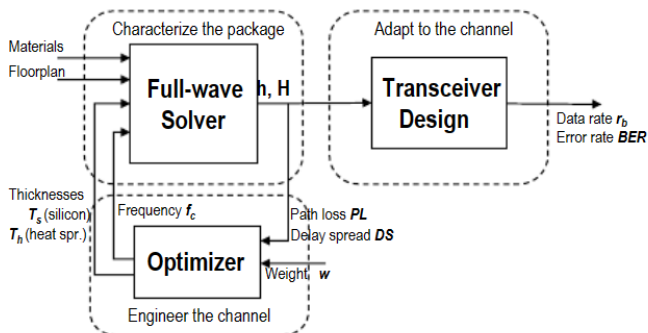 Characterize the package
Adapt to the channel
Materials
Floorplan
Full-wave
Solver
h, H
Transceiver
Design
Data rate r_b
Error rate BER
Thicknesses
T_s (silicon)
T_h (heat spr.)
Frequency f_c
Path loss PL
Delay spread DS
Optimizer
Weight w
Engineer the channel